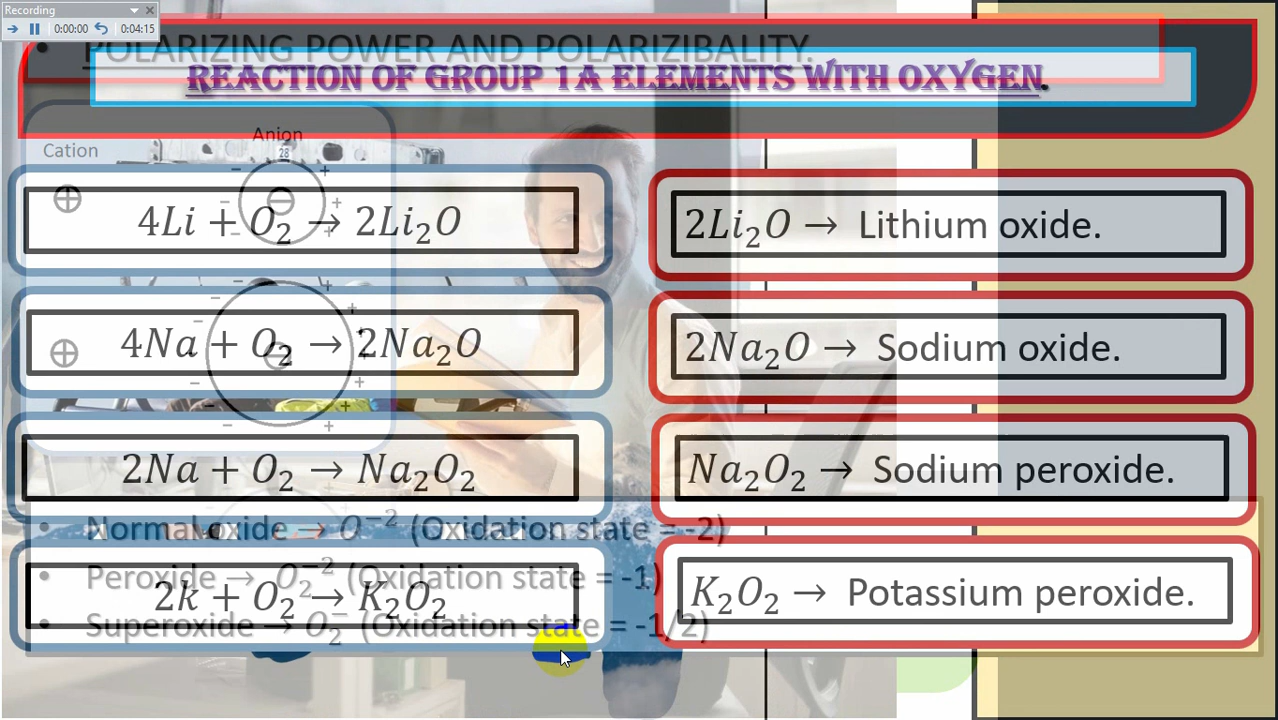 Recording
0:00:00 0:04:15
• POLARIZING POWER AND POLARIZIBALITY.
REACTION OF GROUP 1A ELEMENTS WITH OXYGEN.
Anion
28
Cation
4Li + O₂ → 2Li₂O
2Li₂O → Lithium oxide.
4Na + O₂ → 2Na₂O
2Na₂O → Sodium oxide.
2Na + O₂ → Na₂O₂
Na₂O₂ → Sodium peroxide.
• Normal oxide → O⁻² (Oxidation state = -2)
• Peroxide → O₂⁻² (Oxidation state = -1)
2k + O₂ → K₂O₂
K₂O₂ → Potassium peroxide.
• Superoxide → O₂⁻ (Oxidation state = -1/2)